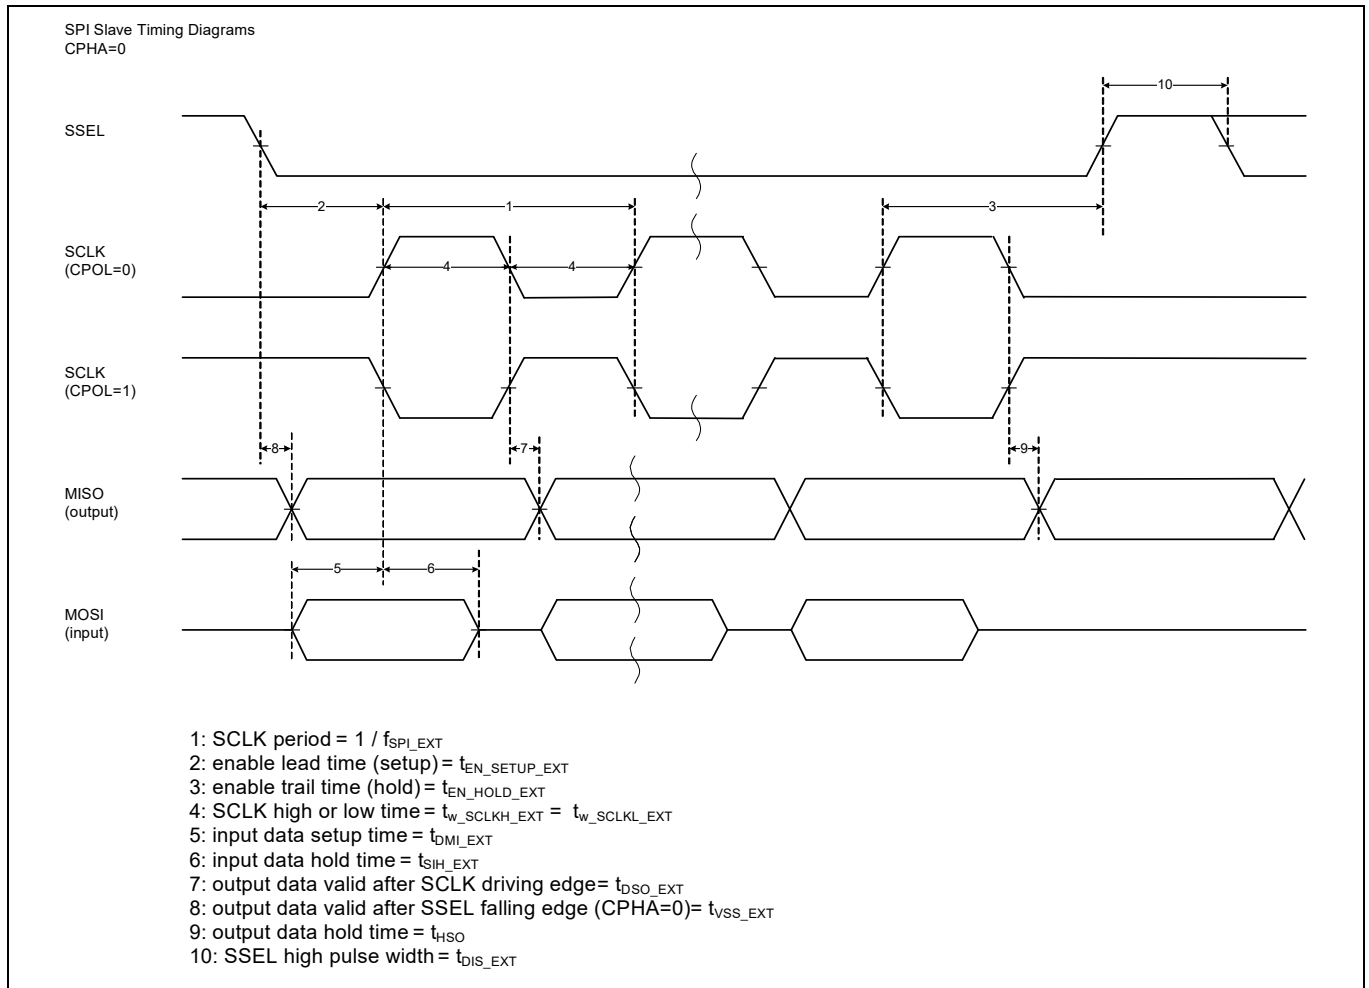 SPI Slave Timing Diagrams
CPHA=0
10
SSEL
2
1
3
SCLK
(CPOL=0)
4
4
SCLK
(CPOL=1)
8
7
9
MISO
(output)
5
6
MOSI
(input)
1: SCLK period = 1 / fSPI_EXT
2: enable lead time (setup) = tEN_SETUP_EXT
3: enable trail time (hold) = tEN_HOLD_EXT
4: SCLK high or low time = tw_SCLKH_EXT = tw_SCLKL_EXT
5: input data setup time = tDMI_EXT
6: input data hold time = tSIH_EXT
7: output data valid after SCLK driving edge= tDSO_EXT
8: output data valid after SSEL falling edge (CPHA=0)= tVSS_EXT
9: output data hold time = tHSO
10: SSEL high pulse width = tDIS_EXT